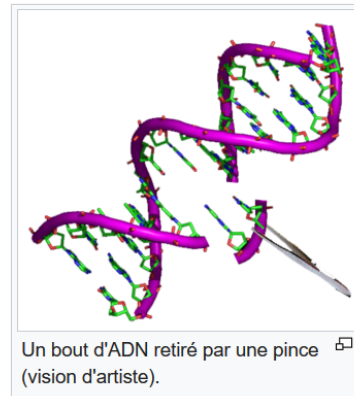 Un bout d'ADN retiré par une pince
(vision d'artiste).